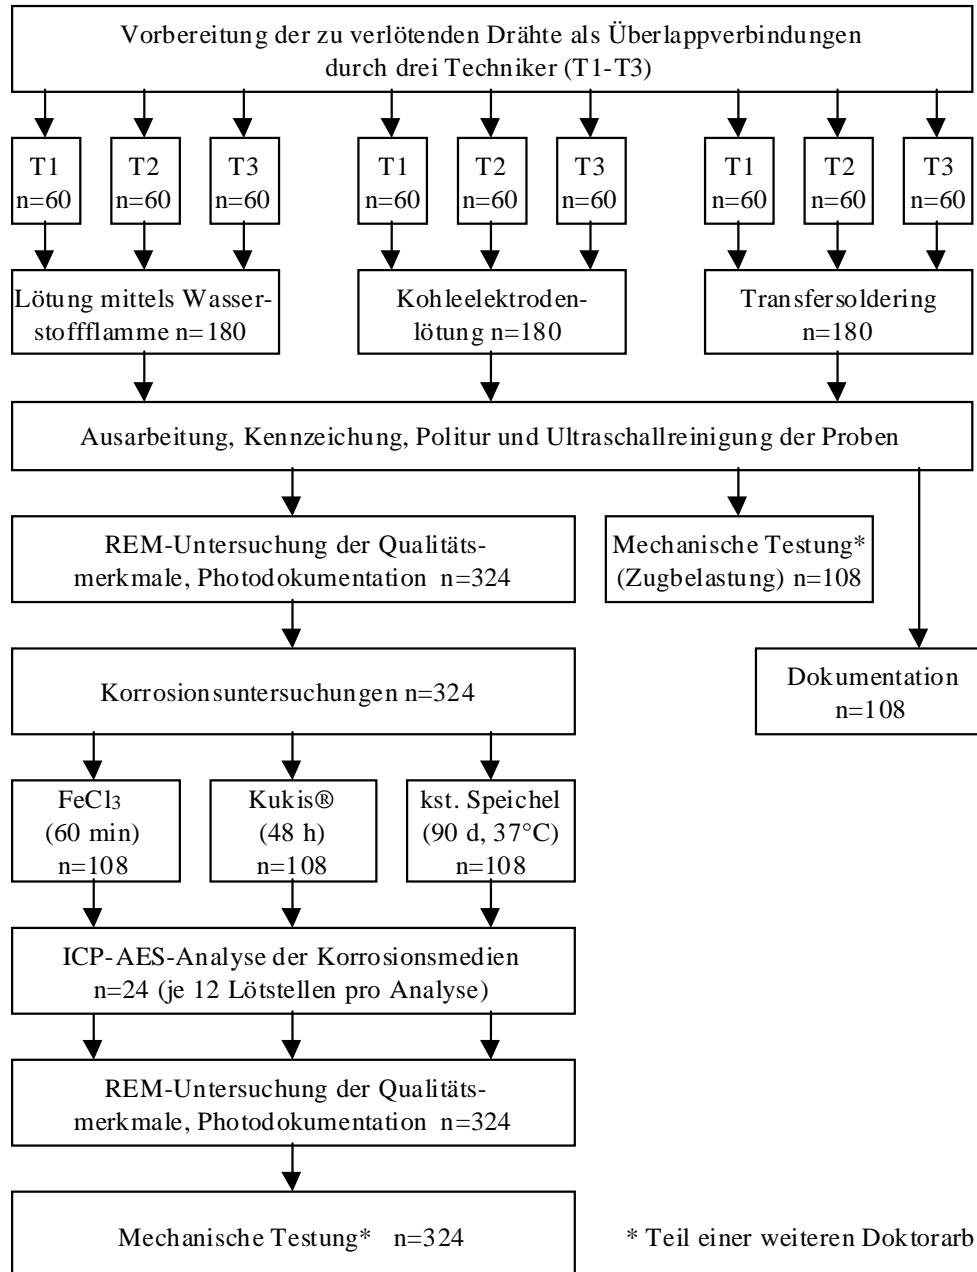 Vorbereitung der zu verlötenden Drähte als Überlappverbindungen
durch drei Techniker (T1-T3)
T1
n=60
T2
n=60
T3
n=60
T1
n=60
T2
n=60
T3
n=60
T1
n=60
T2
n=60
T3
n=60
Lötung mittels Wasser-
stoffflamme n=180
Kohleelektroden-
lötung n=180
Transfersoldering
n=180
Ausarbeitung, Kennzeichung, Politur und Ultraschallreinigung der Proben
REM-Untersuchung der Qualitäts-
merkmale, Photodokumentation n=324
Mechanische Testung*
(Zugbelastung) n=108
Korrosionsuntersuchungen n=324
Dokumentation
n=108
FeCl₃
(60 min)
n=108
Kukis®
(48 h)
n=108
kst. Speichel
(90 d, 37°C)
n=108
ICP-AES-Analyse der Korrosionsmedien
n=24 (je 12 Lötstellen pro Analyse)
REM-Untersuchung der Qualitäts-
merkmale, Photodokumentation n=324
Mechanische Testung* n=324
* Teil einer weiteren Doktorarb